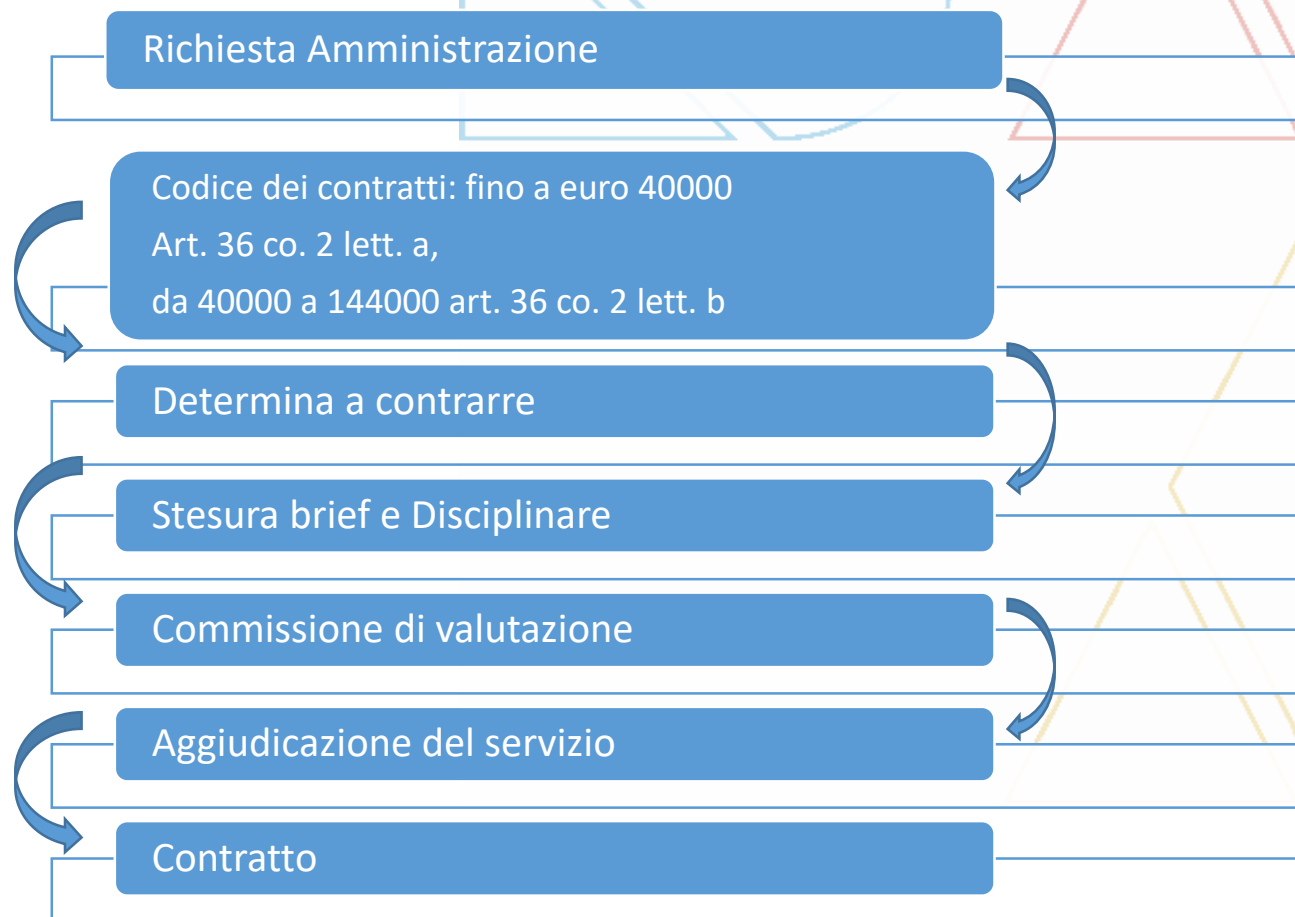 Richiesta Amministrazione
Codice dei contratti: fino a euro 40000
Art. 36 co. 2 lett. a,
da 40000 a 144000 art. 36 co. 2 lett. b
Determina a contrarre
Stesura brief e Disciplinare
Commissione di valutazione
Aggiudicazione del servizio
Contratto